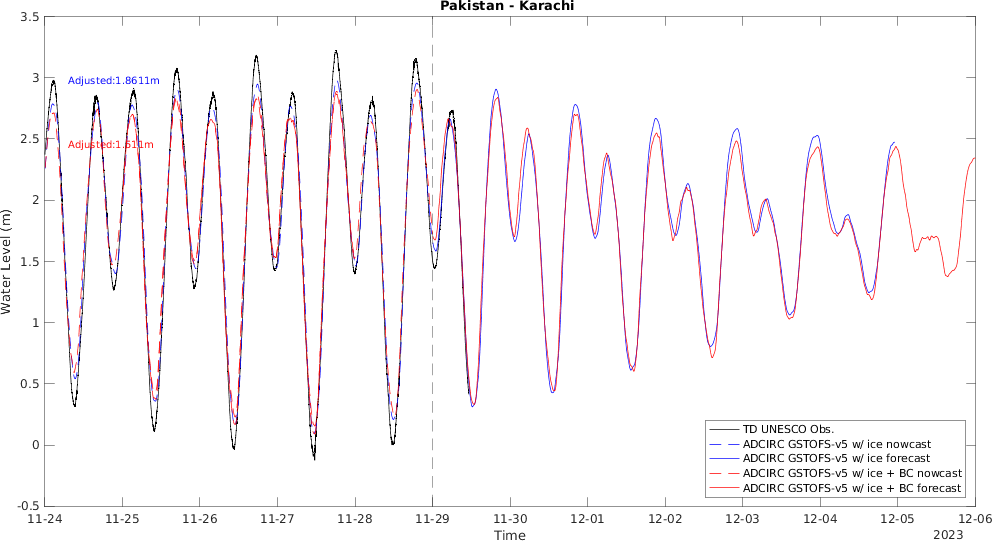 Pakistan - Karachi
3.5
3
2.5
2
1.5
1
0.5
0
-0.5
Water Level (m)
Adjusted:1.8611m
Adjusted:1.611m
TD UNESCO Obs.
ADCIRC GSTOFS-v5 w/ ice nowcast
ADCIRC GSTOFS-v5 w/ ice forecast
ADCIRC GSTOFS-v5 w/ ice + BC nowcast
ADCIRC GSTOFS-v5 w/ ice + BC forecast
11-24 11-25 11-26 11-27 11-28 11-29 11-30 12-01 12-02 12-03 12-04 12-05 12-06
Time
2023